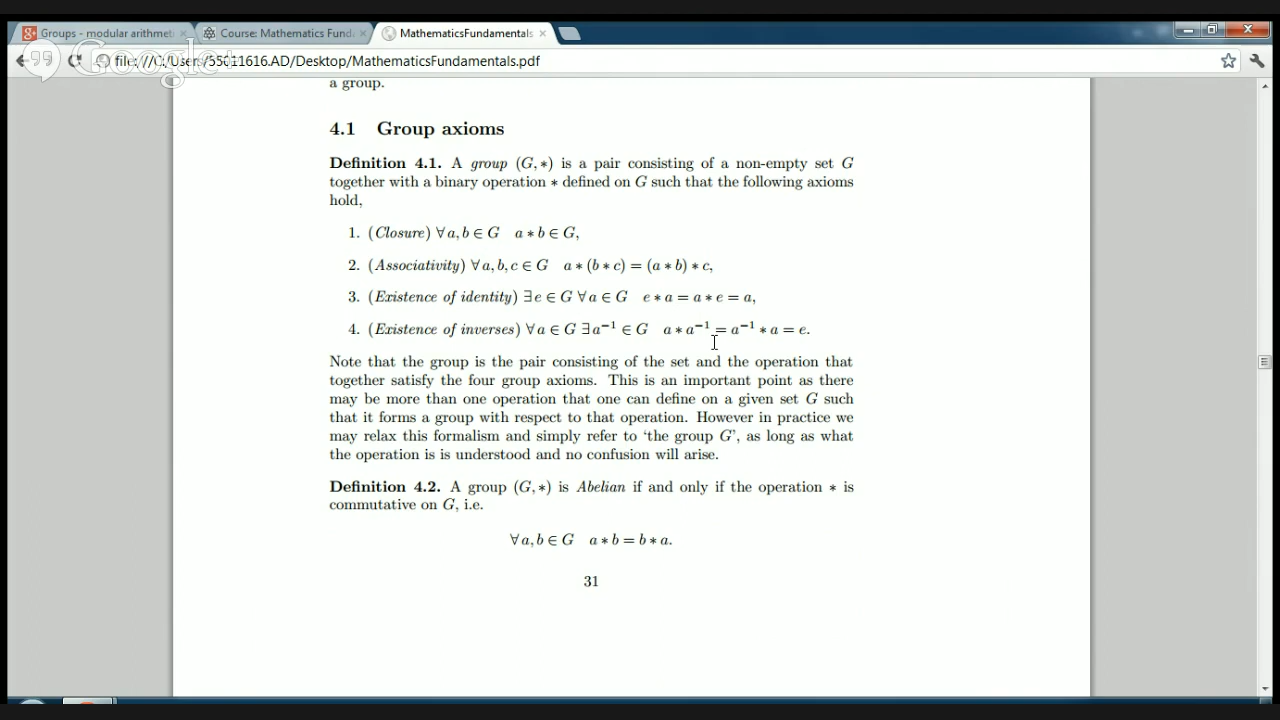 Groups - modular arithmeti
Course: Mathematics Fund
MathematicsFundamentals
Google+
file:///C:/Users/55011616.AD/Desktop/MathematicsFundamentals.pdf
a group.
4.1 Group axioms
Definition 4.1. A group (G, ∗) is a pair consisting of a non-empty set G
together with a binary operation ∗ defined on G such that the following axioms
hold,
1. (Closure) ∀ a, b ∈ G a ∗ b ∈ G,
2. (Associativity) ∀ a, b, c ∈ G a ∗ (b ∗ c) = (a ∗ b) ∗ c,
3. (Existence of identity) ∃ e ∈ G ∀ a ∈ G e ∗ a = a ∗ e = a,
4. (Existence of inverses) ∀ a ∈ G ∃ a⁻¹ ∈ G a ∗ a⁻¹ = a⁻¹ ∗ a = e.
Note that the group is the pair consisting of the set and the operation that
together satisfy the four group axioms. This is an important point as there
may be more than one operation that one can define on a given set G such
that it forms a group with respect to that operation. However in practice we
may relax this formalism and simply refer to ‘the group G’, as long as what
the operation is is understood and no confusion will arise.
Definition 4.2. A group (G, ∗) is Abelian if and only if the operation ∗ is
commutative on G, i.e.
∀ a, b ∈ G a ∗ b = b ∗ a.
31